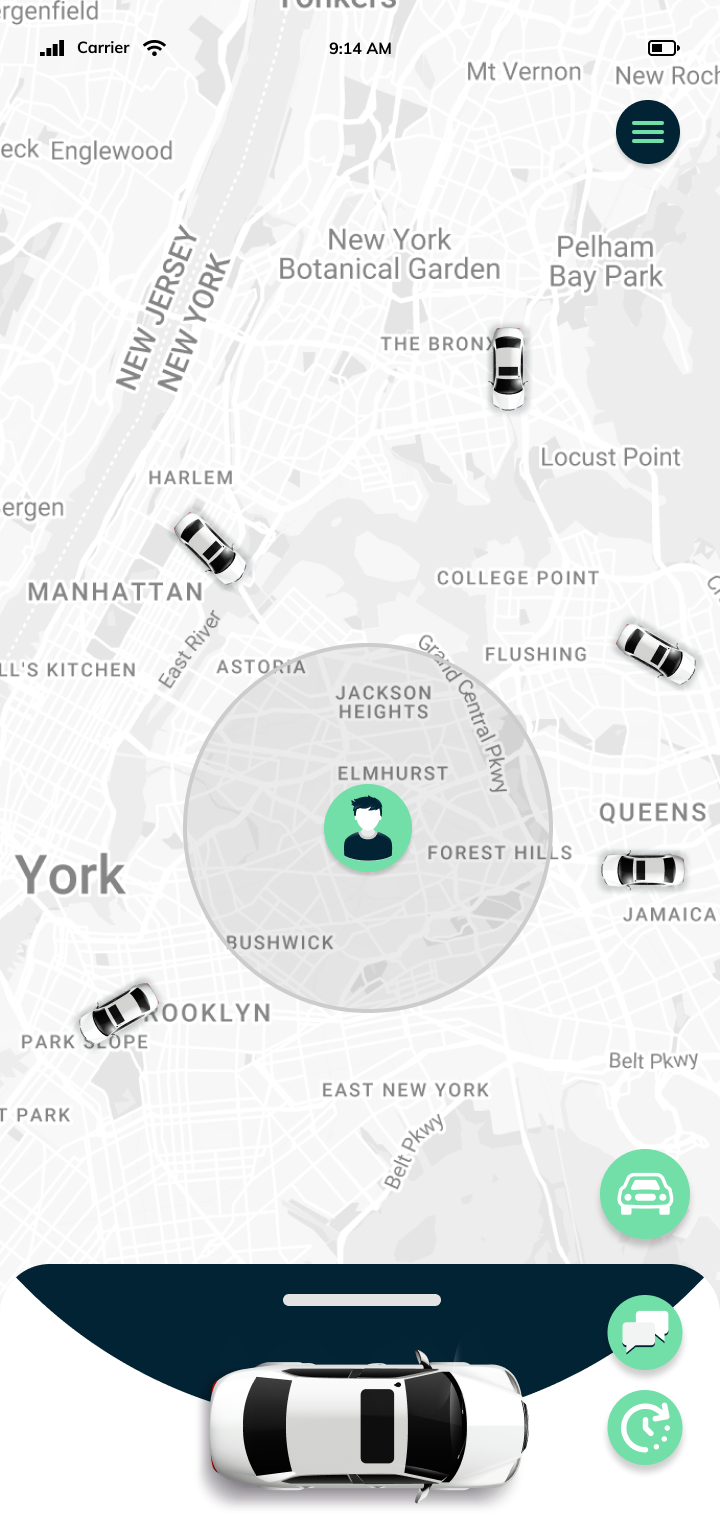 Yonkers
ergenfield
Carrier
9:14 AM
Mt Vernon
New Roch
eck
Englewood
NEW JERSEY
NEW YORK
New York
Botanical Garden
Pelham
Bay Park
THE BRONX
Locust Point
HARLEM
ergen
COLLEGE POINT
MANHATTAN
East River
LL'S KITCHEN
ASTORIA
Grand Central Pkwy
FLUSHING
JACKSON
HEIGHTS
ELMHURST
QUEENS
FOREST HILLS
York
JAMAICA
BUSHWICK
ROOKLYN
PARK SLOPE
Belt Pkwy
EAST NEW YORK
T PARK
Belt Pkwy